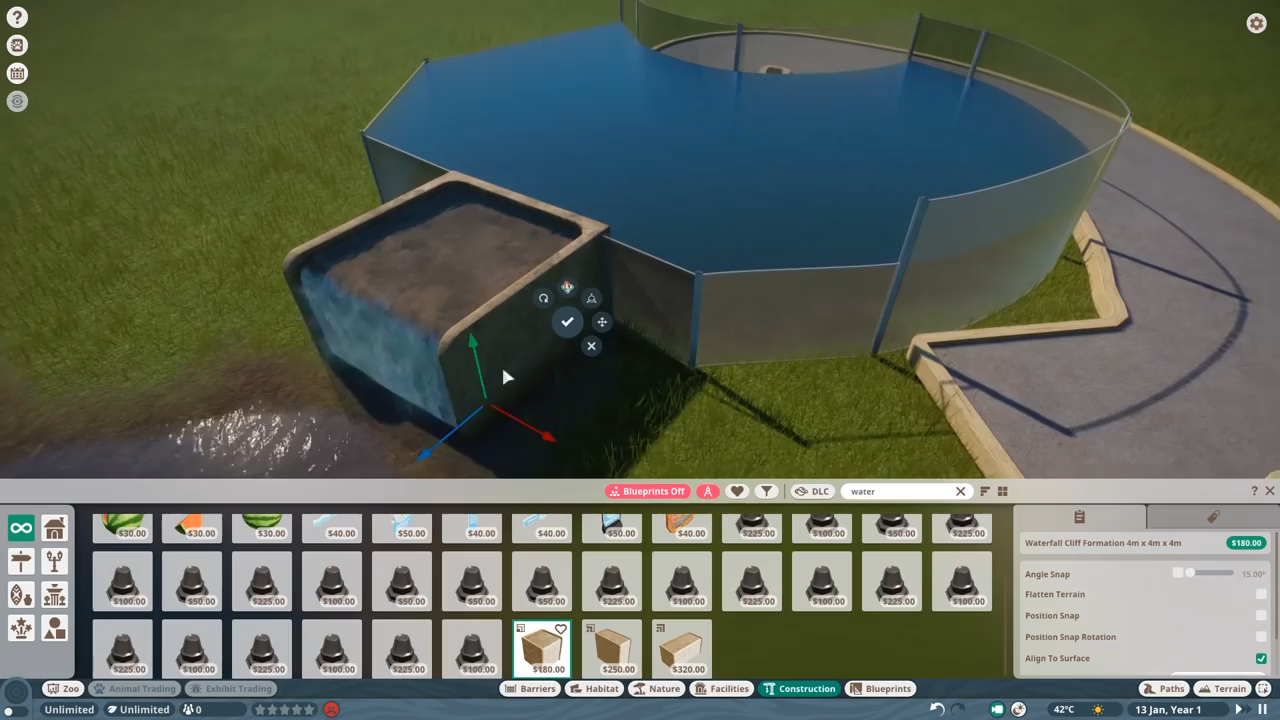 Blueprints Off
DLC
water
?
$30.00 $30.00 $30.00 $40.00 $50.00 $40.00 $40.00 $50.00 $40.00 $225.00 $100.00 $50.00 $225.00
$100.00 $50.00 $225.00 $100.00 $50.00 $50.00 $50.00 $225.00 $100.00 $225.00 $100.00 $225.00 $100.00
$225.00 $100.00 $225.00 $100.00 $225.00 $100.00 $180.00 $250.00 $320.00
Waterfall Cliff Formation 4m x 4m x 4m $180.00
Angle Snap 15.00°
Flatten Terrain
Position Snap
Position Snap Rotation
Align To Surface
Zoo Animal Trading Exhibit Trading Barriers Habitat Nature Facilities Construction Blueprints Paths Terrain
Unlimited Unlimited 0 42°C 13 Jan, Year 1